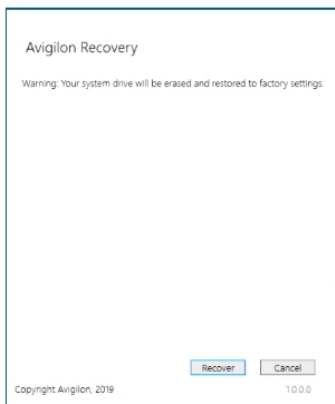 Avigilon Recovery
Warning: Your system drive will be erased and restored to factory settings.
Recover Cancel
Copyright Avigilon, 2019 1.0.0.0